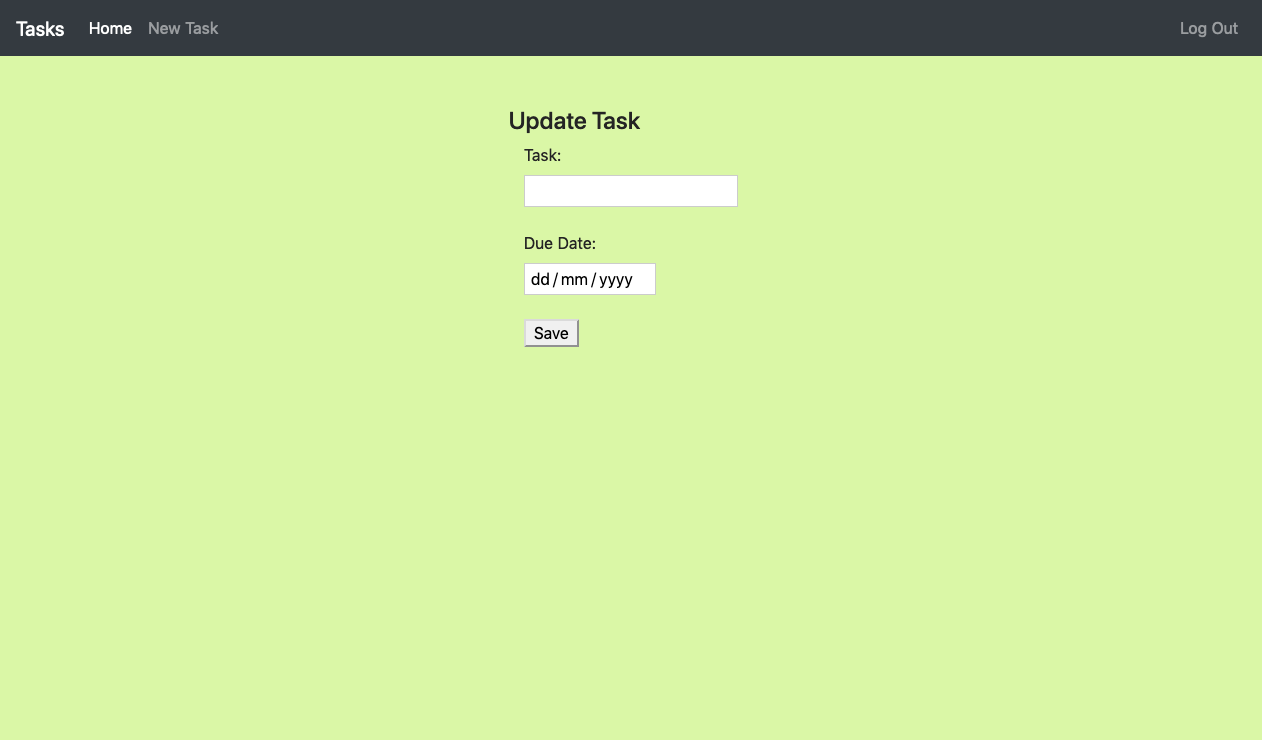 Tasks Home New Task Log Out
Update Task
Task:
Due Date:
dd/mm/yyyy
Save